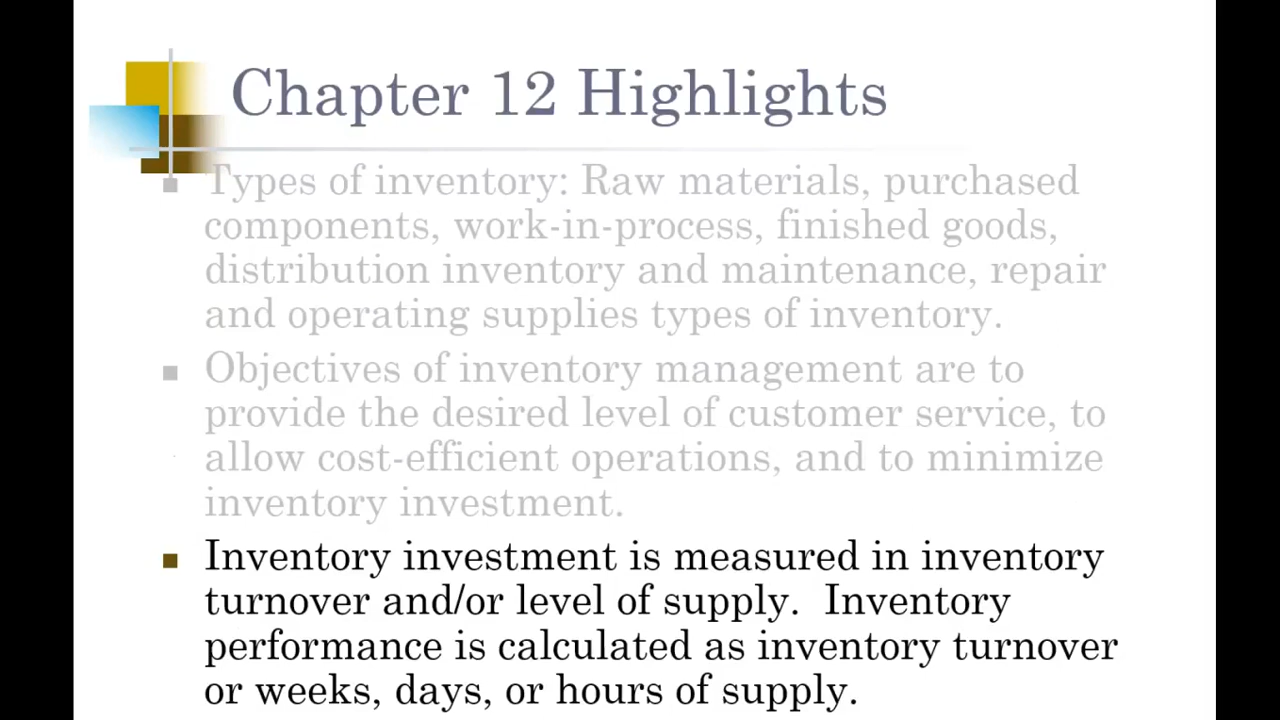 Chapter 12 Highlights
Types of inventory: Raw materials, purchased
components, work-in-process, finished goods,
distribution inventory and maintenance, repair
and operating supplies types of inventory.
Objectives of inventory management are to
provide the desired level of customer service, to
allow cost-efficient operations, and to minimize
inventory investment.
Inventory investment is measured in inventory
turnover and/or level of supply.  Inventory
performance is calculated as inventory turnover
or weeks, days, or hours of supply.